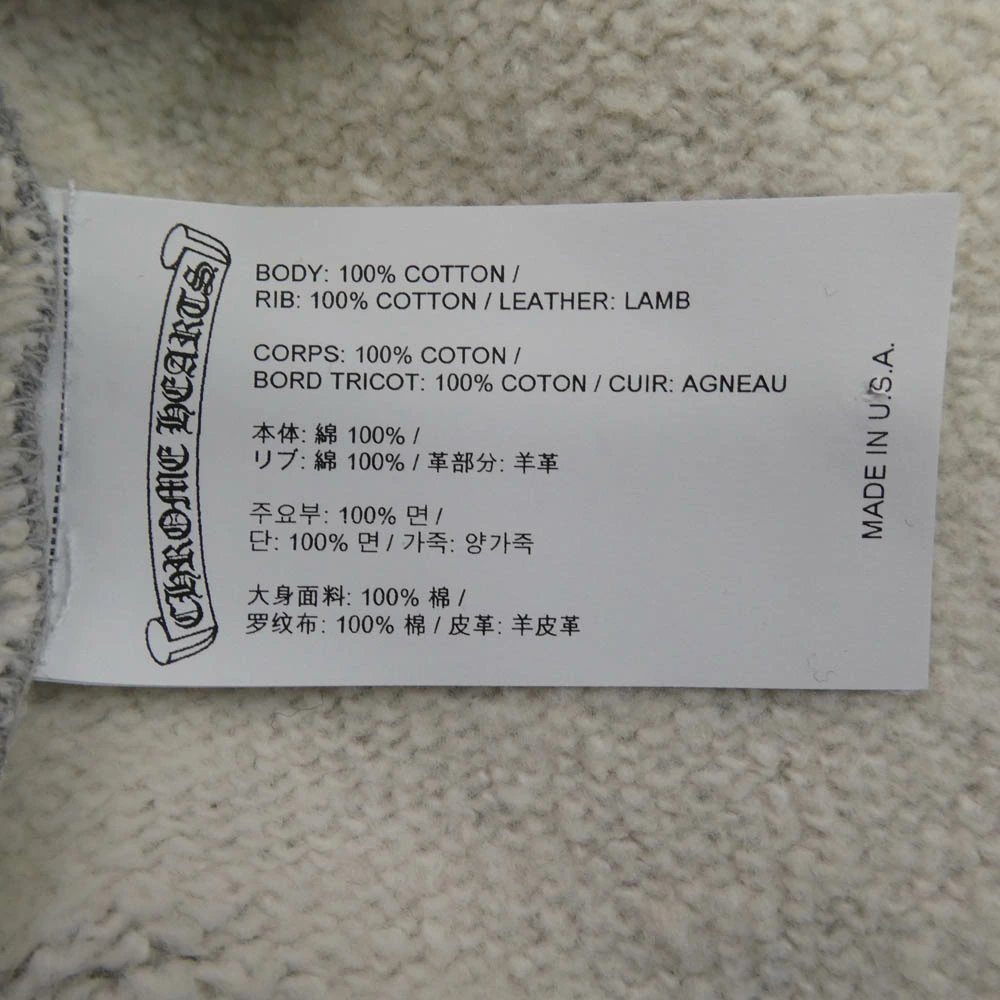 CHROME HEARTS
BODY: 100% COTTON /
RIB: 100% COTTON / LEATHER: LAMB
CORPS: 100% COTON /
BORD TRICOT: 100% COTON / CUIR: AGNEAU
本体: 綿 100% /
リブ: 綿 100% / 革部分: 羊革
주요부: 100% 면 /
단: 100% 면 / 가죽: 양가죽
大身面料: 100% 棉 /
罗纹布: 100% 棉 / 皮革: 羊皮革
MADE IN U.S.A.